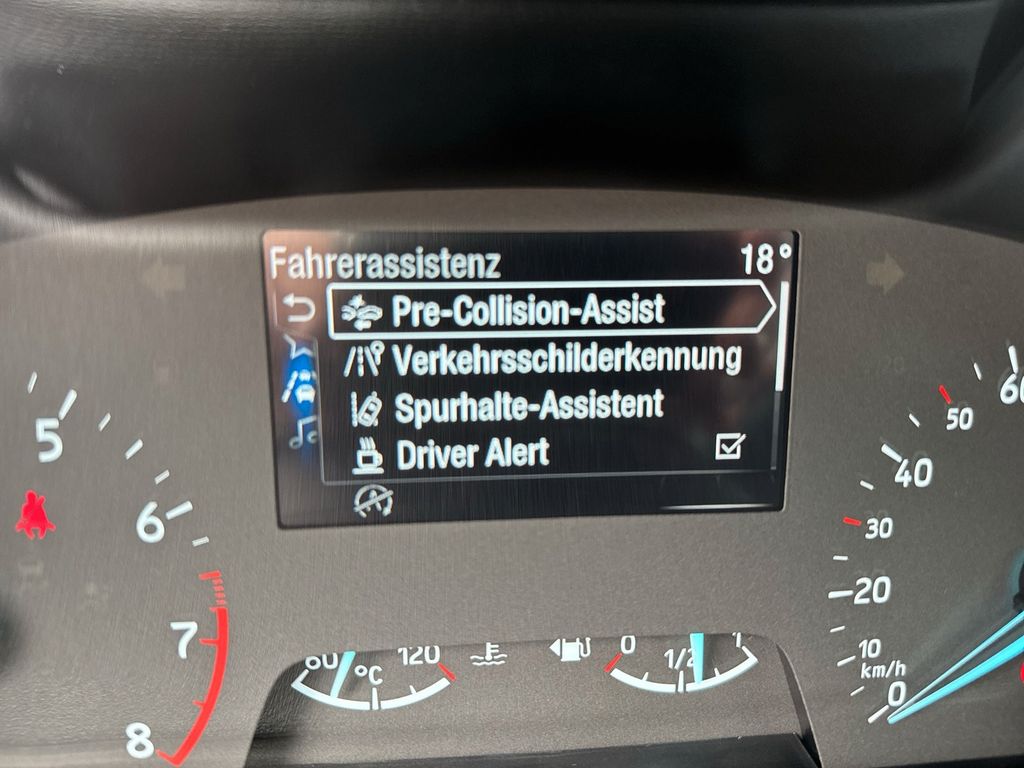 Fahrerassistenz 18°
Pre-Collision-Assist
Verkehrsschilderkennung
Spurhalte-Assistent
Driver Alert
5
6
7
8
60
50
40
30
20
10
km/h
0
120
°C
0
1/2
1